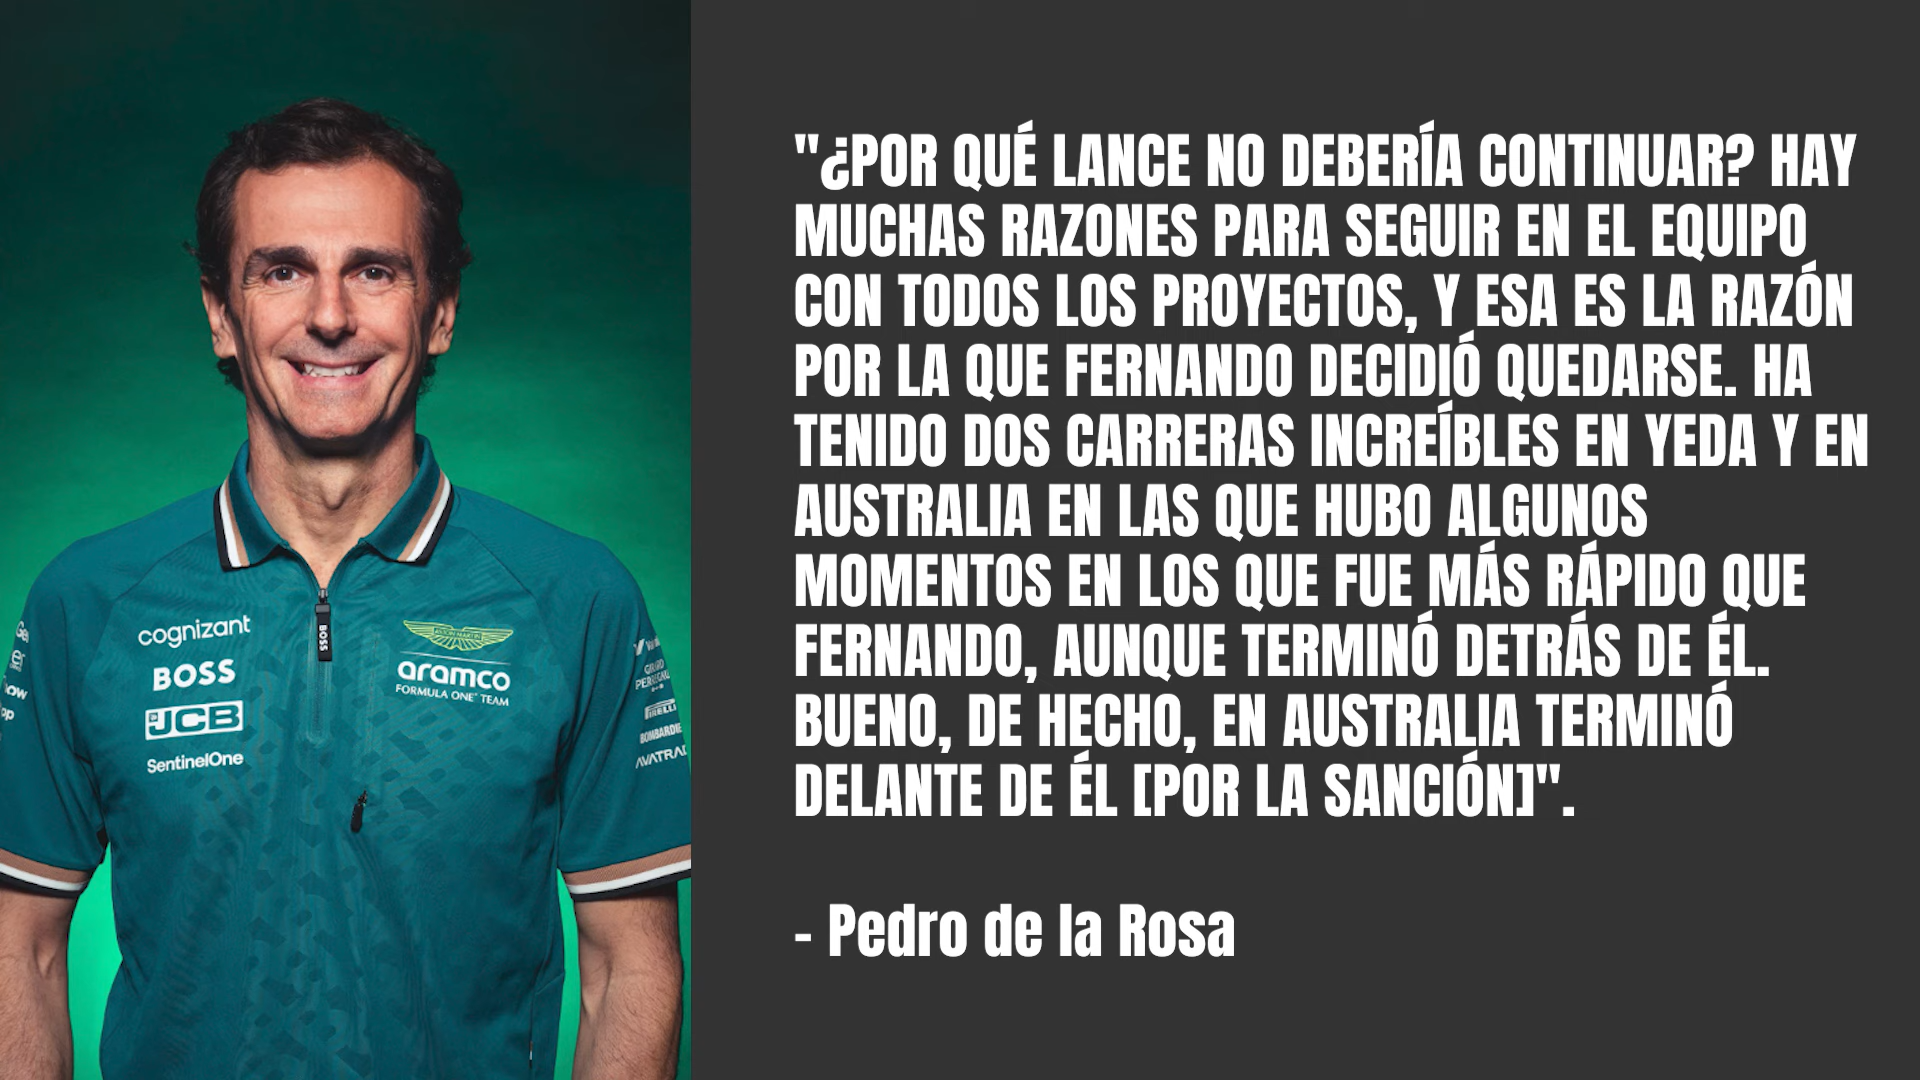 "¿POR QUÉ LANCE NO DEBERÍA CONTINUAR? HAY
MUCHAS RAZONES PARA SEGUIR EN EL EQUIPO
CON TODOS LOS PROYECTOS, Y ESA ES LA RAZÓN
POR LA QUE FERNANDO DECIDIÓ QUEDARSE. HA
TENIDO DOS CARRERAS INCREÍBLES EN YEDA Y EN
AUSTRALIA EN LAS QUE HUBO ALGUNOS
MOMENTOS EN LOS QUE FUE MÁS RÁPIDO QUE
FERNANDO, AUNQUE TERMINÓ DETRÁS DE ÉL.
BUENO, DE HECHO, EN AUSTRALIA TERMINÓ
DELANTE DE ÉL [POR LA SANCIÓN]".
- Pedro de la Rosa
cognizant
BOSS
JCB
SentinelOne
BOSS
ASTON MARTIN
aramco
FORMULA ONE™ TEAM
PIRELLI